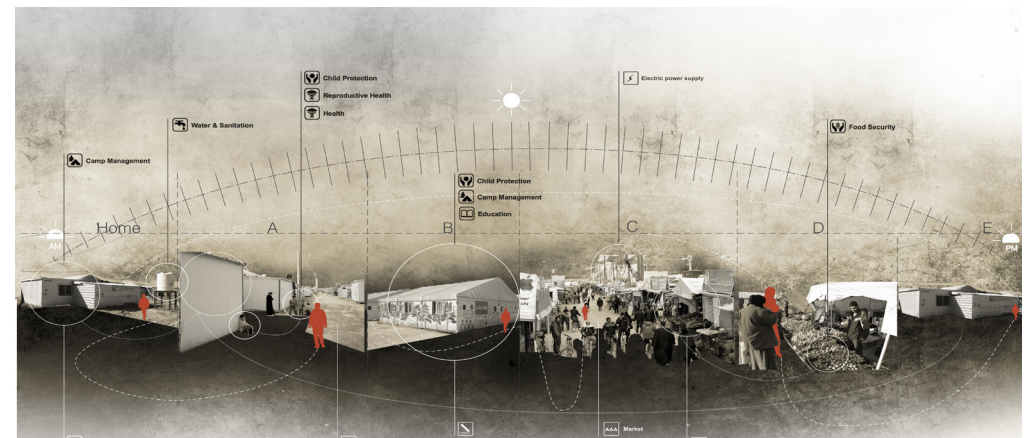 Child Protection
Reproductive Health
Health
Electric power supply
Water & Sanitation
Food Security
Camp Management
Child Protection
Camp Management
Education
Home
A
B
C
D
E
AM
PM
AAA Market